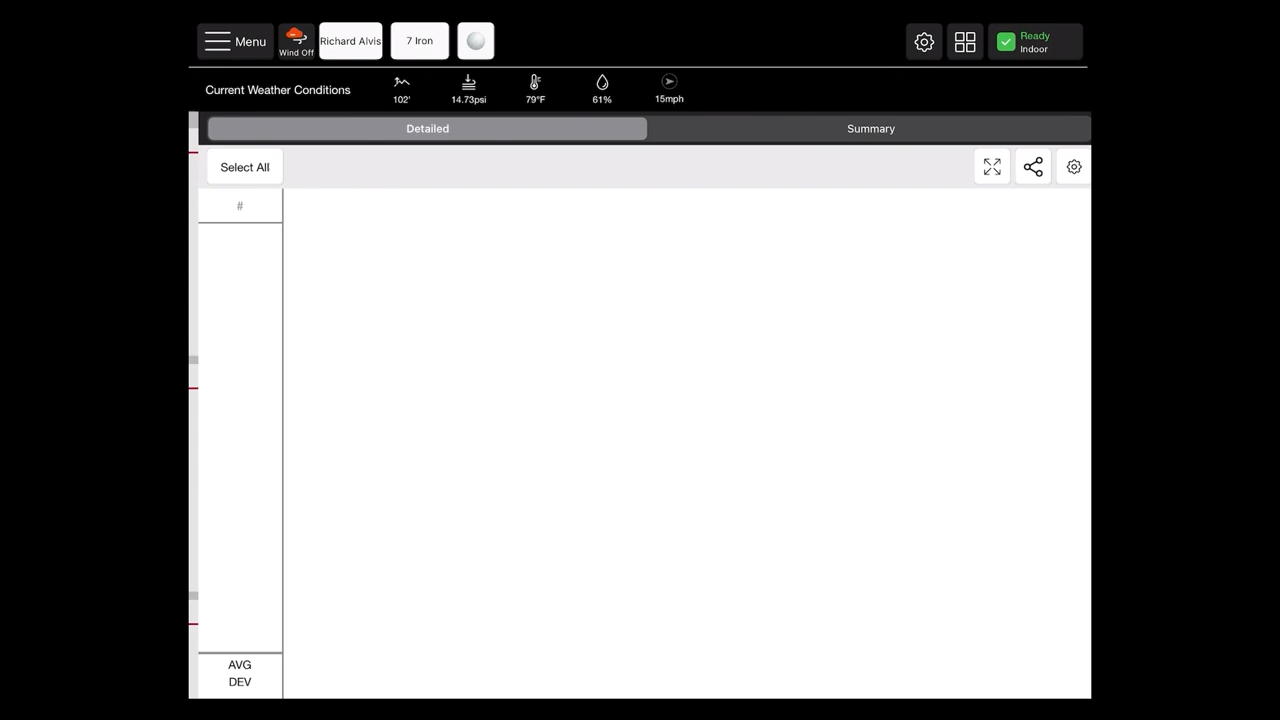 Menu
Wind Off
Richard Alvis
7 Iron
Ready
Indoor
Current Weather Conditions
102'
14.73psi
79°F
61%
15mph
Detailed
Summary
Select All
#
AVG
DEV